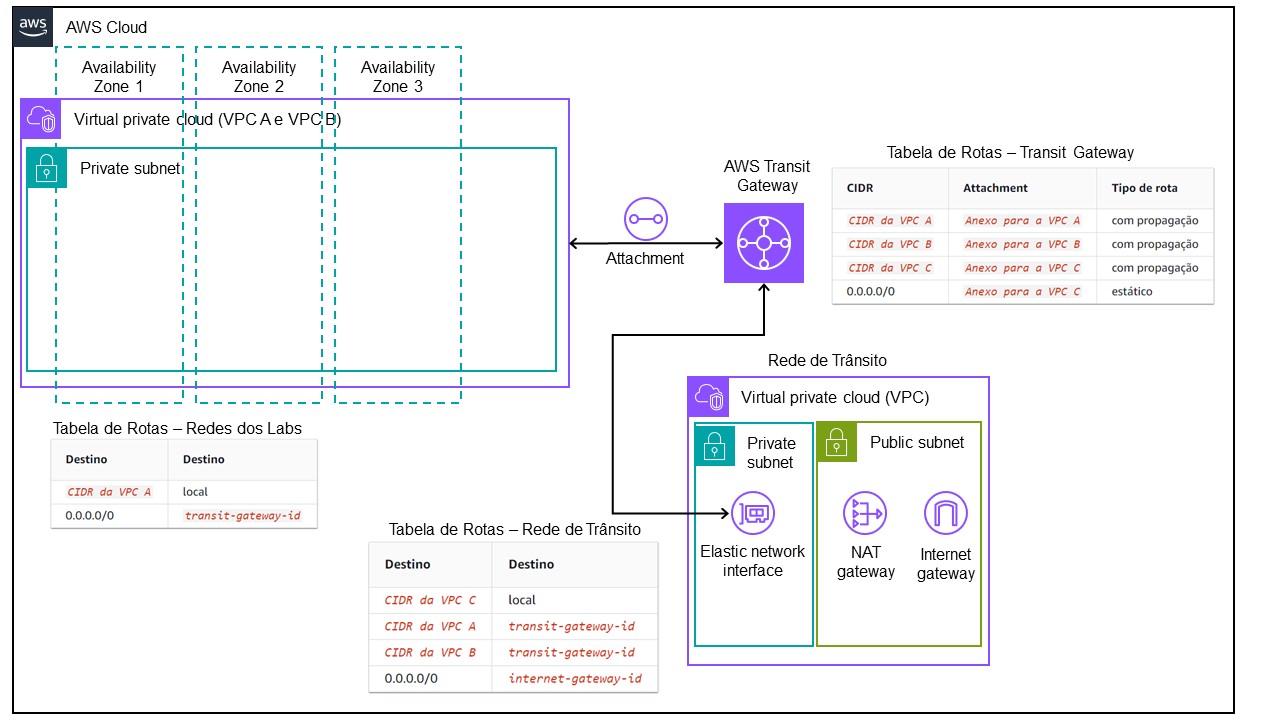 aws
AWS Cloud
Availability
Zone 1
Availability
Zone 2
Availability
Zone 3
Virtual private cloud (VPC A e VPC B)
Private subnet
Attachment
AWS Transit
Gateway
Tabela de Rotas – Transit Gateway
CIDR Attachment Tipo de rota
CIDR da VPC A Anexo para a VPC A com propagação
CIDR da VPC B Anexo para a VPC B com propagação
CIDR da VPC C Anexo para a VPC C com propagação
0.0.0.0/0 Anexo para a VPC C estático
Rede de Trânsito
Virtual private cloud (VPC)
Private
subnet
Public subnet
Elastic network
interface
NAT
gateway
Internet
gateway
Tabela de Rotas – Redes dos Labs
Destino Destino
CIDR da VPC A local
0.0.0.0/0 transit-gateway-id
Tabela de Rotas – Rede de Trânsito
Destino Destino
CIDR da VPC C local
CIDR da VPC A transit-gateway-id
CIDR da VPC B transit-gateway-id
0.0.0.0/0 internet-gateway-id